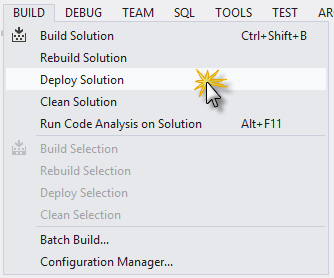 BUILD DEBUG TEAM SQL TOOLS TEST
Build Solution Ctrl+Shift+B
Rebuild Solution
Deploy Solution
Clean Solution
Run Code Analysis on Solution Alt+F11
Build Selection
Rebuild Selection
Deploy Selection
Clean Selection
Batch Build...
Configuration Manager...